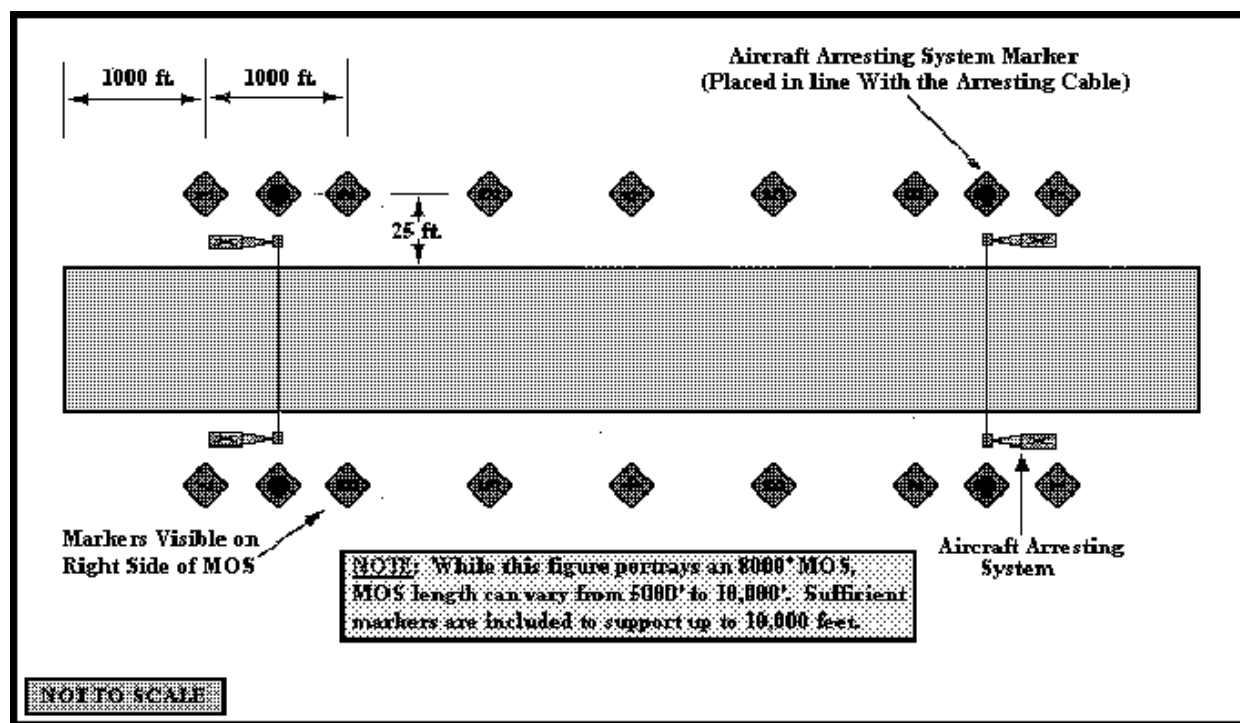 1000 ft.
1000 ft.
Aircraft Arresting System Marker
(Placed in line With the Arresting Cable)
25 ft.
Markers Visible on
Right Side of MOS
Aircraft Arresting
System
NOTE: While this figure portrays an 8000' MOS,
MOS length can vary from 5000' to 10,000'. Sufficient
markers are included to support up to 10,000 feet.
NOT TO SCALE